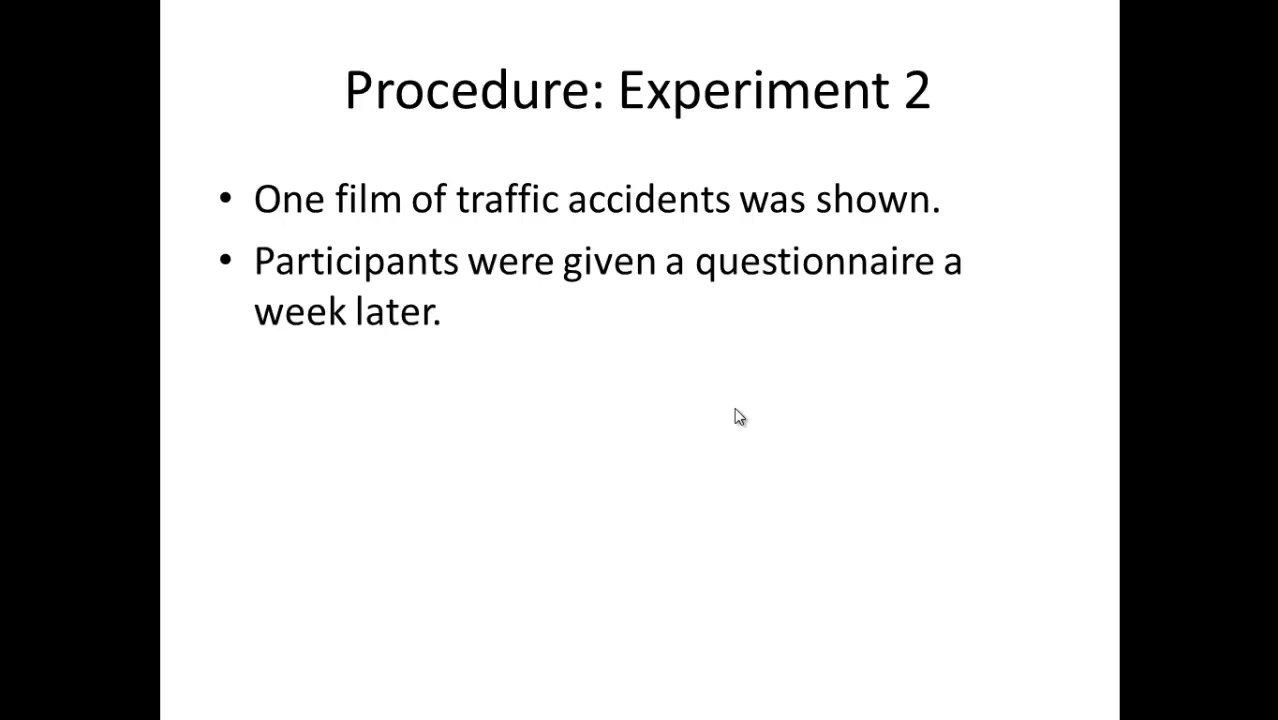 Procedure: Experiment 2
• One film of traffic accidents was shown.
• Participants were given a questionnaire a
week later.